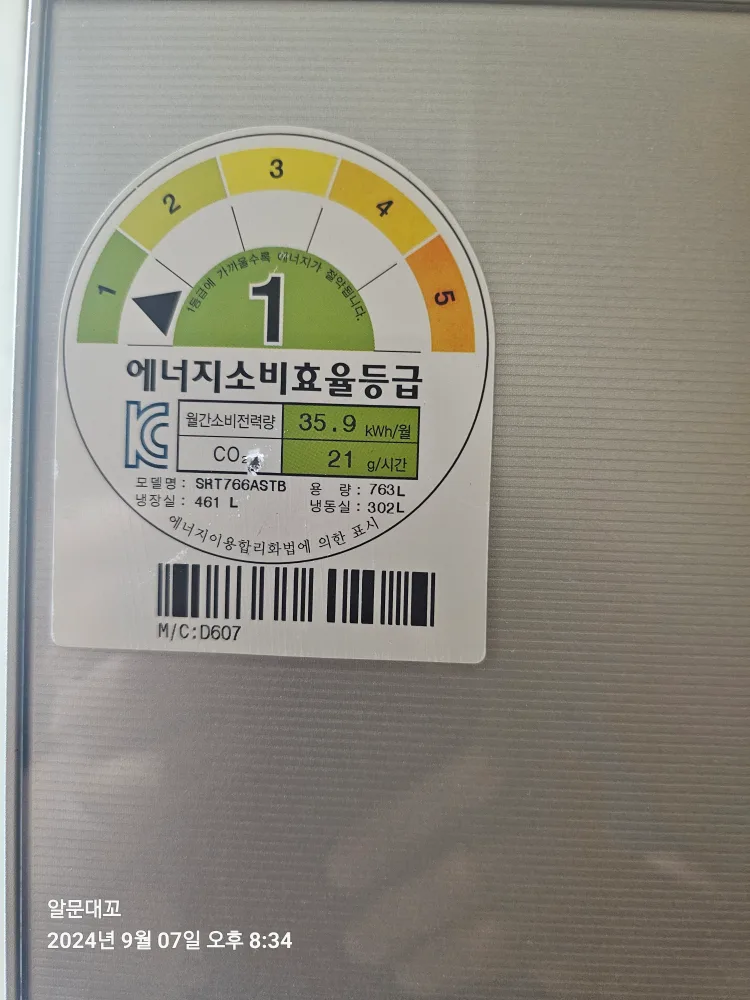 1 2 3 4 5
1등급에 가까울수록 에너지가 절약됩니다.
1
에너지소비효율등급
월간소비전력량 35.9 kWh/월
CO₂ 21 g/시간
모델명 : SRT766ASTB 용 량 : 763L
냉장실 : 461 L 냉동실 : 302L
에너지이용합리화법에 의한 표시
M/C:D607
알문대꼬
2024년 9월 07일 오후 8:34